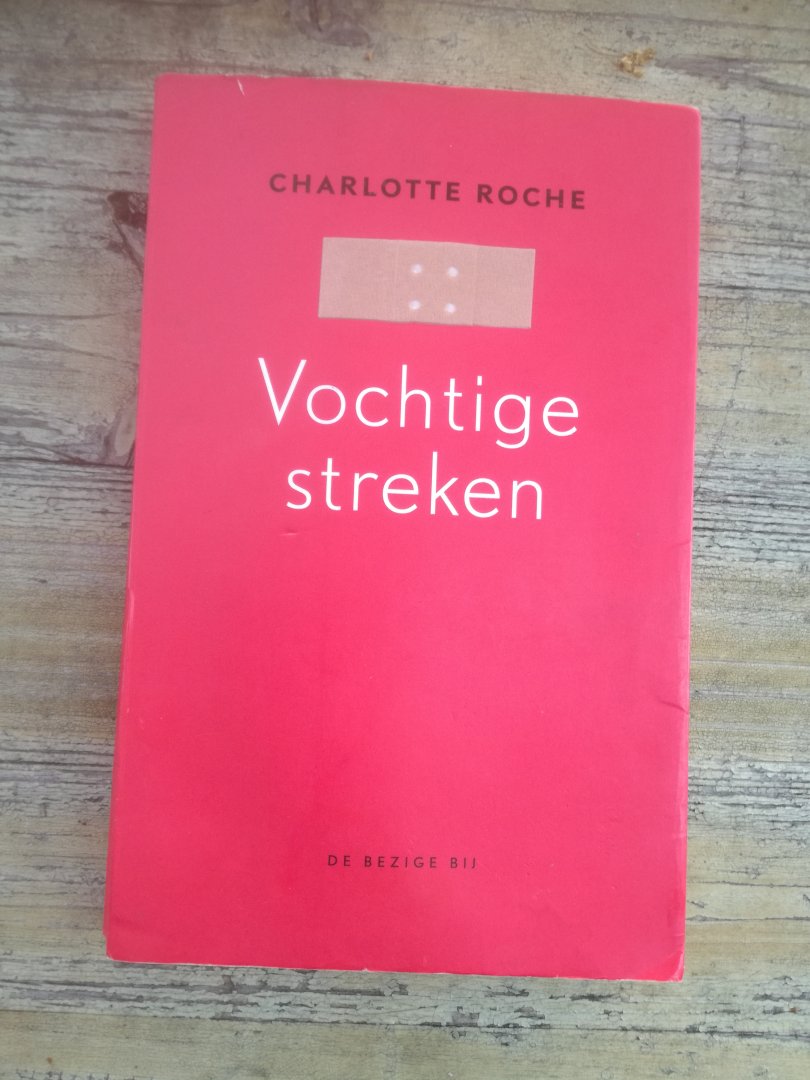 CHARLOTTE ROCHE
Vochtige
streken
DE BEZIGE BIJ